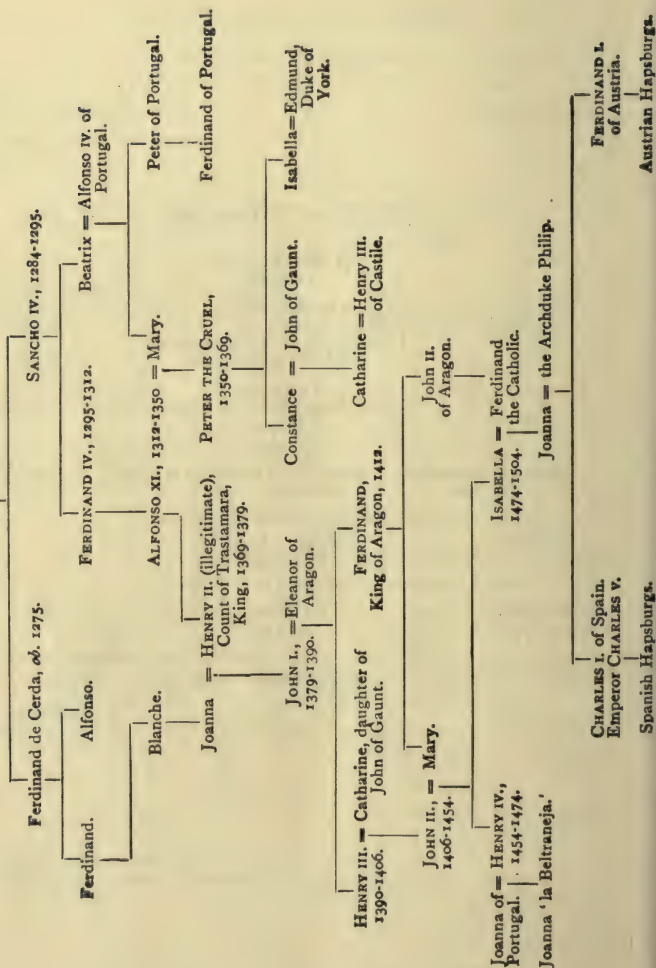 Ferdinand de Cerda, ob. 1275.
SANCHO IV., 1284-1295.
Ferdinand.
Alfonso.
FERDINAND IV., 1295-1312.
Beatrix = Alfonso IV. of
Portugal.
Blanche.
ALFONSO XI., 1312-1350 = Mary.
Peter of Portugal.
Joanna = HENRY II. (illegitimate),
Count of Trastamara,
King, 1369-1379.
PETER THE CRUEL,
1350-1369.
Ferdinand of Portugal.
JOHN I., = Eleanor of
1379-1390. Aragon.
Constance = John of Gaunt.
Isabella = Edmund,
Duke of
York.
HENRY III. = Catharine, daughter of
1390-1406. John of Gaunt.
FERDINAND,
King of Aragon, 1412.
Catharine = Henry III.
of Castile.
JOHN II., = Mary.
1406-1454.
John II.
of Aragon.
Joanna of = HENRY IV.,
Portugal. 1454-1474.
ISABELLA = Ferdinand
1474-1504. the Catholic.
Joanna ‘la Beltraneja.’
Joanna = the Archduke Philip.
CHARLES I. of Spain.
Emperor CHARLES V.
FERDINAND I.
of Austria.
Spanish Hapsburgs.
Austrian Hapsburgs.